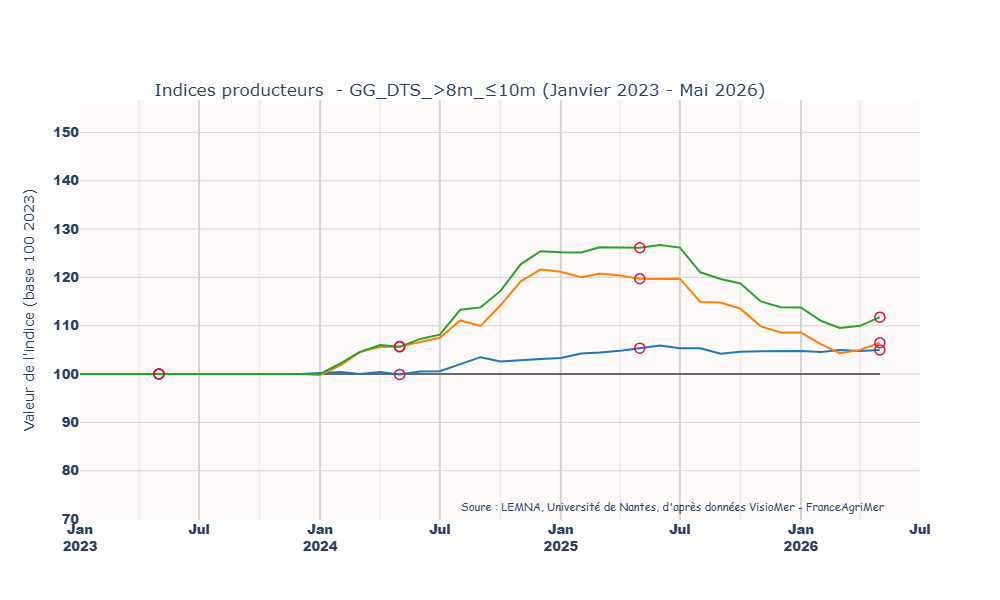 Indices producteurs  - GG_DTS_>8m_≤10m (Janvier 2023 - Mai 2026)
Valeur de l'indice (base 100 2023)
150
140
130
120
110
100
90
80
70
Soure : LEMNA, Université de Nantes, d'après données VisioMer - FranceAgriMer
Jan Jul Jan Jul Jan Jul Jan Jul
2023 2024 2025 2026